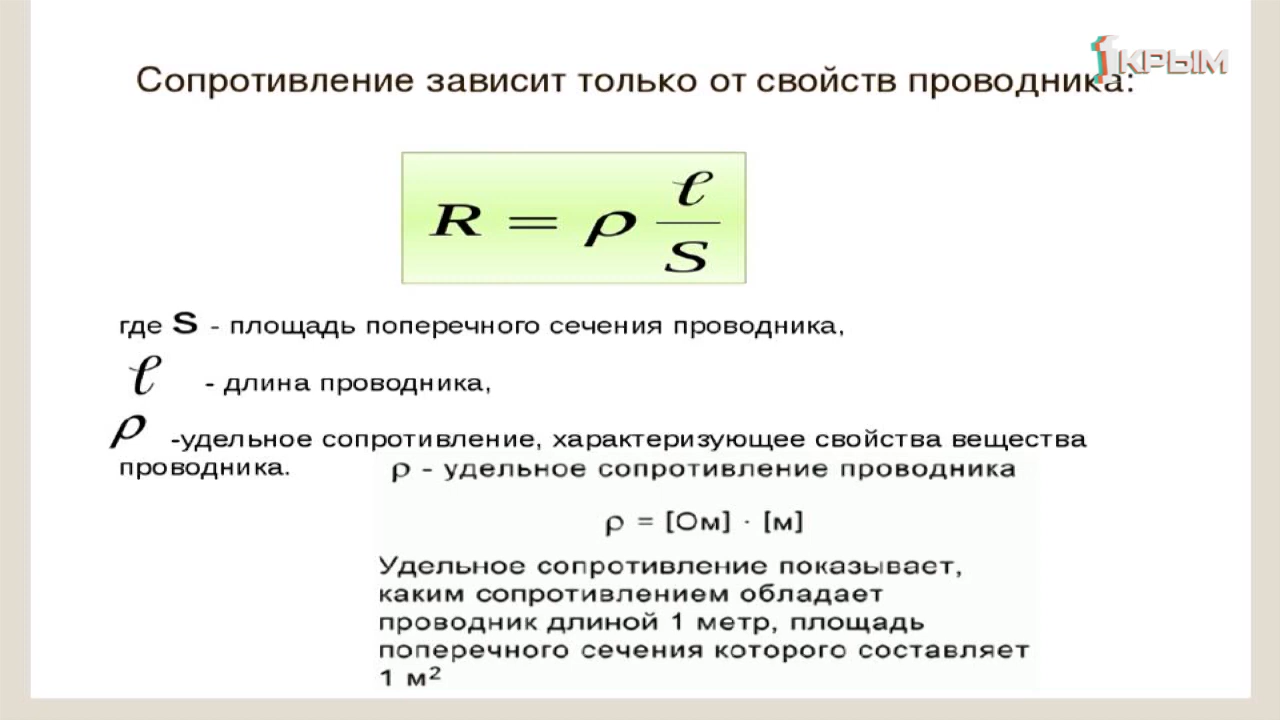 1КРЫМ
Сопротивление зависит только от свойств проводника:
R = ρ ℓ/S
где S - площадь поперечного сечения проводника,
ℓ - длина проводника,
ρ -удельное сопротивление, характеризующее свойства вещества
проводника.
ρ - удельное сопротивление проводника
ρ = [Ом] · [м]
Удельное сопротивление показывает,
каким сопротивлением обладает
проводник длиной 1 метр, площадь
поперечного сечения которого составляет
1 м²